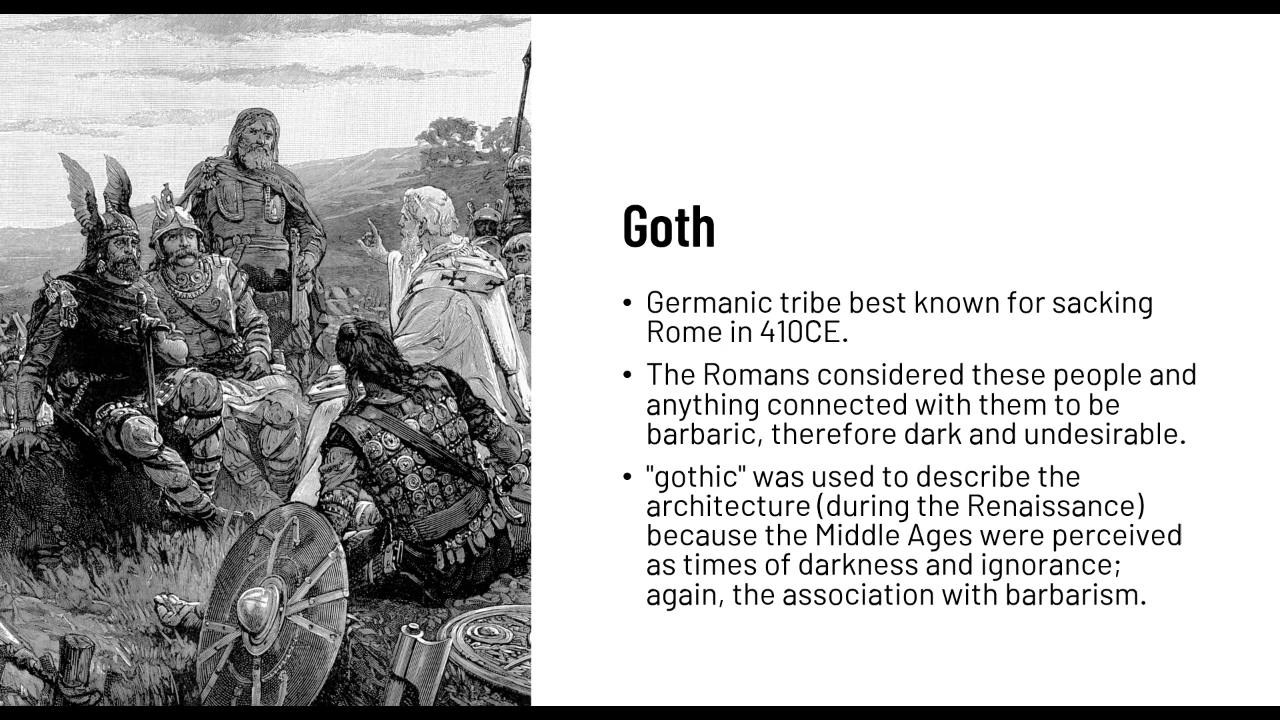 Goth
• Germanic tribe best known for sacking
Rome in 410CE.
• The Romans considered these people and
anything connected with them to be
barbaric, therefore dark and undesirable.
• "gothic" was used to describe the
architecture (during the Renaissance)
because the Middle Ages were perceived
as times of darkness and ignorance;
again, the association with barbarism.